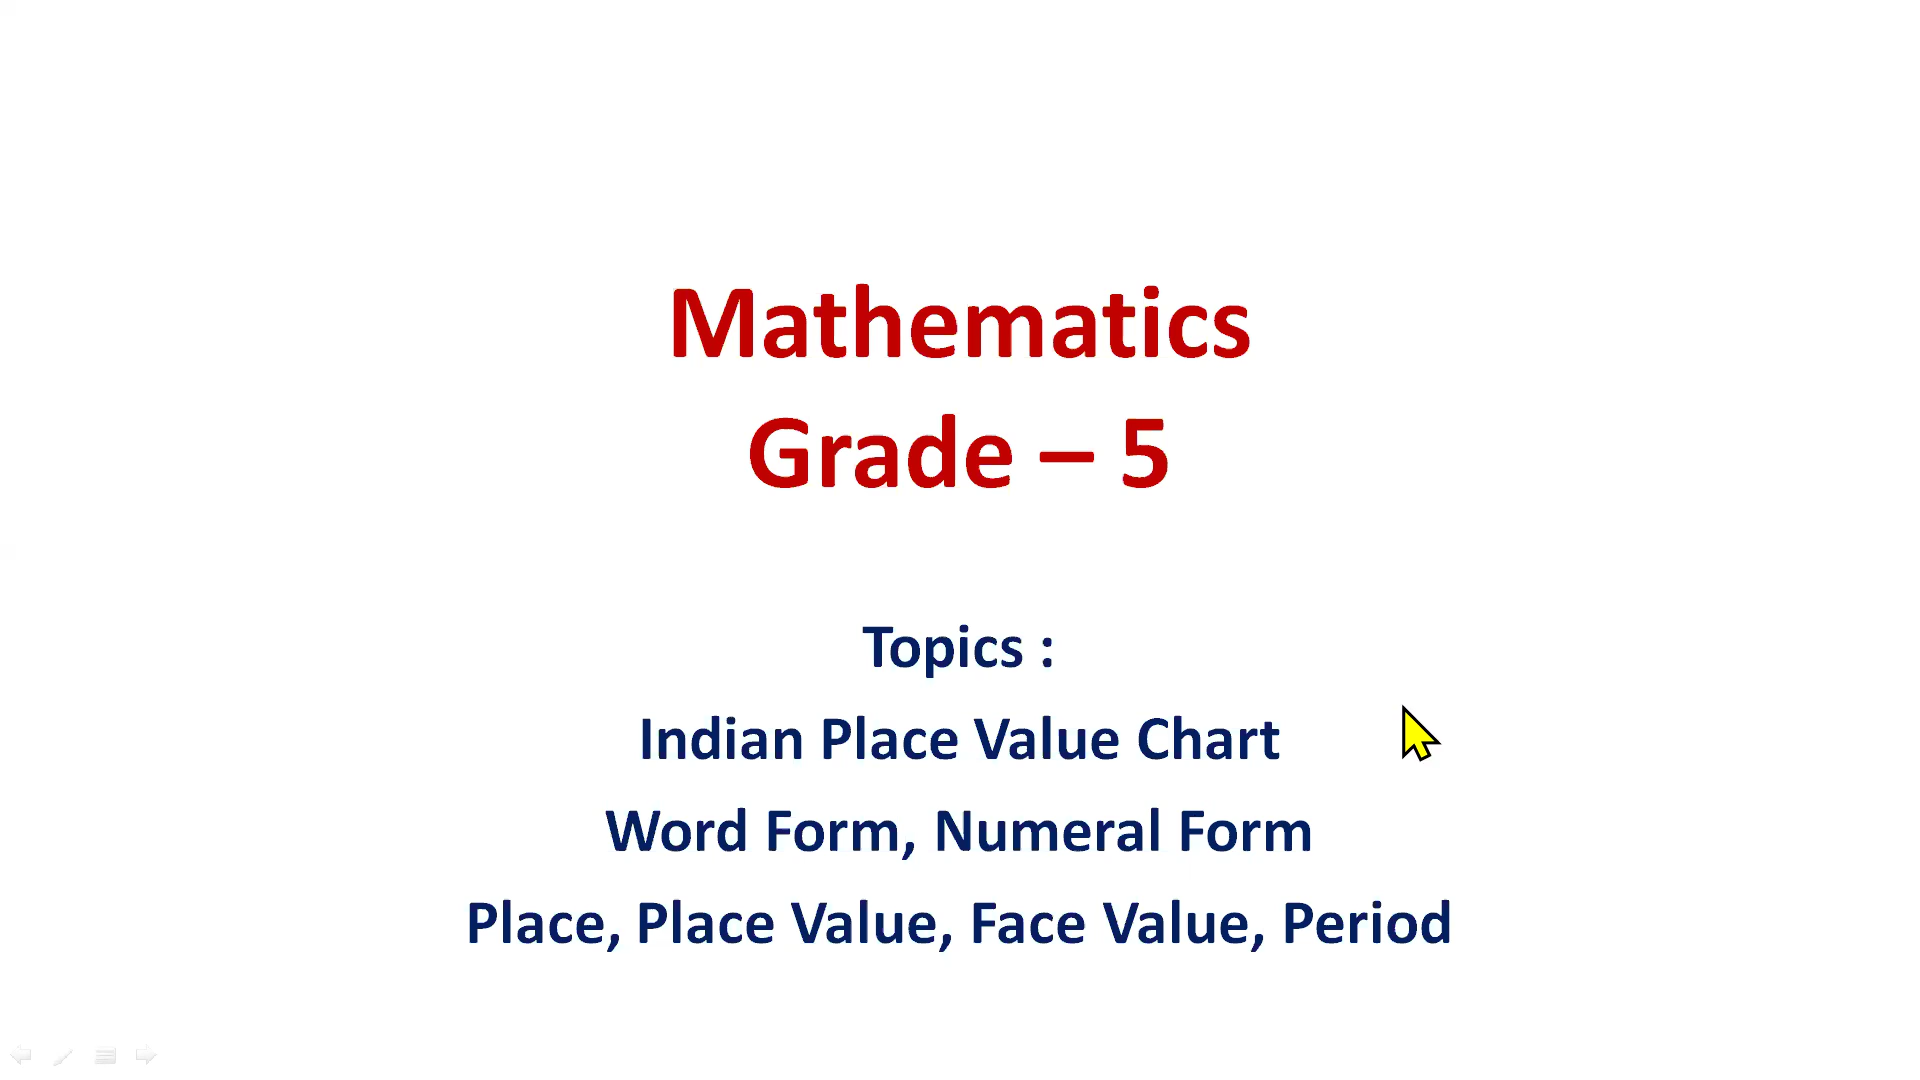 Mathematics
Grade – 5
Topics :
Indian Place Value Chart
Word Form, Numeral Form
Place, Place Value, Face Value, Period